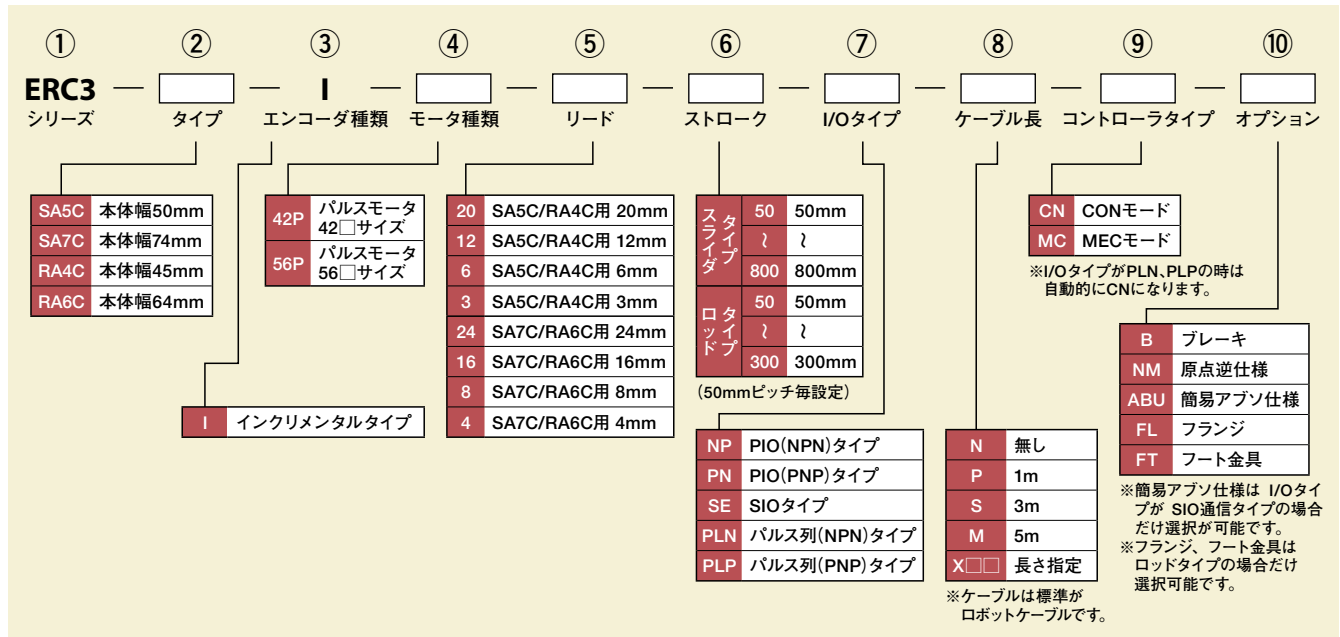 ① ② ③ ④ ⑤ ⑥ ⑦ ⑧ ⑨ ⑩
ERC3 — □ — I — □ — □ — □ — □ — □ — □ — □
シリーズ タイプ エンコーダ種類 モータ種類 リード ストローク I/Oタイプ ケーブル長 コントローラタイプ オプション
SA5C 本体幅50mm
SA7C 本体幅74mm
RA4C 本体幅45mm
RA6C 本体幅64mm
I インクリメンタルタイプ
42P パルスモータ
42□サイズ
56P パルスモータ
56□サイズ
20 SA5C/RA4C用 20mm
12 SA5C/RA4C用 12mm
6 SA5C/RA4C用 6mm
3 SA5C/RA4C用 3mm
24 SA7C/RA6C用 24mm
16 SA7C/RA6C用 16mm
8 SA7C/RA6C用 8mm
4 SA7C/RA6C用 4mm
スライダ
タイプ
50 50mm
~ ~
800 800mm
ロッド
タイプ
50 50mm
~ ~
300 300mm
(50mmピッチ毎設定)
NP PIO(NPN)タイプ
PN PIO(PNP)タイプ
SE SIOタイプ
PLN パルス列(NPN)タイプ
PLP パルス列(PNP)タイプ
N 無し
P 1m
S 3m
M 5m
X□□ 長さ指定
※ケーブルは標準が
ロボットケーブルです。
CN CONモード
MC MECモード
※I/OタイプがPLN、PLPの時は
自動的にCNになります。
B ブレーキ
NM 原点逆仕様
ABU 簡易アブソ仕様
FL フランジ
FT フート金具
※簡易アブソ仕様は I/Oタイ
プが SIO通信タイプの場合
だけ選択が可能です。
※フランジ、フート金具は
ロッドタイプの場合だけ
選択可能です。